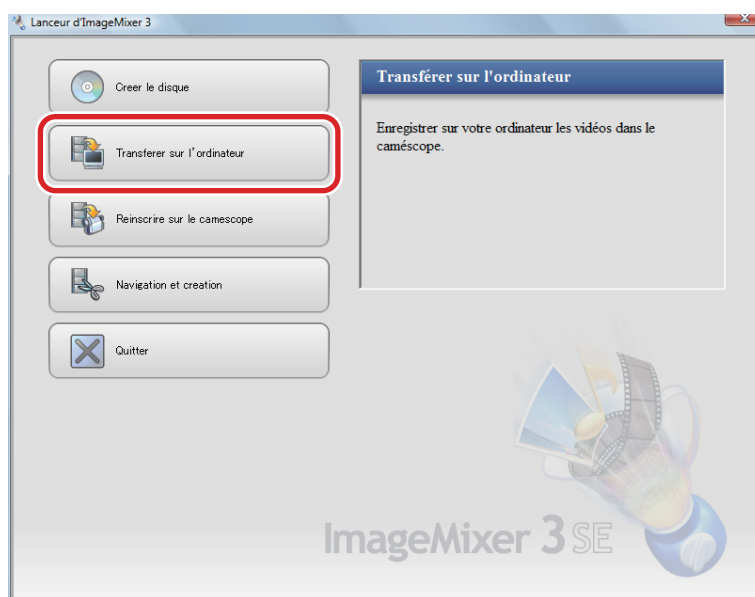 Lanceur d'ImageMixer 3
Creer le disque
Transferer sur l'ordinateur
Reinscrire sur le camescope
Navigation et creation
Quitter
Transférer sur l'ordinateur
Enregistrer sur votre ordinateur les vidéos dans le
caméscope.
ImageMixer 3 SE